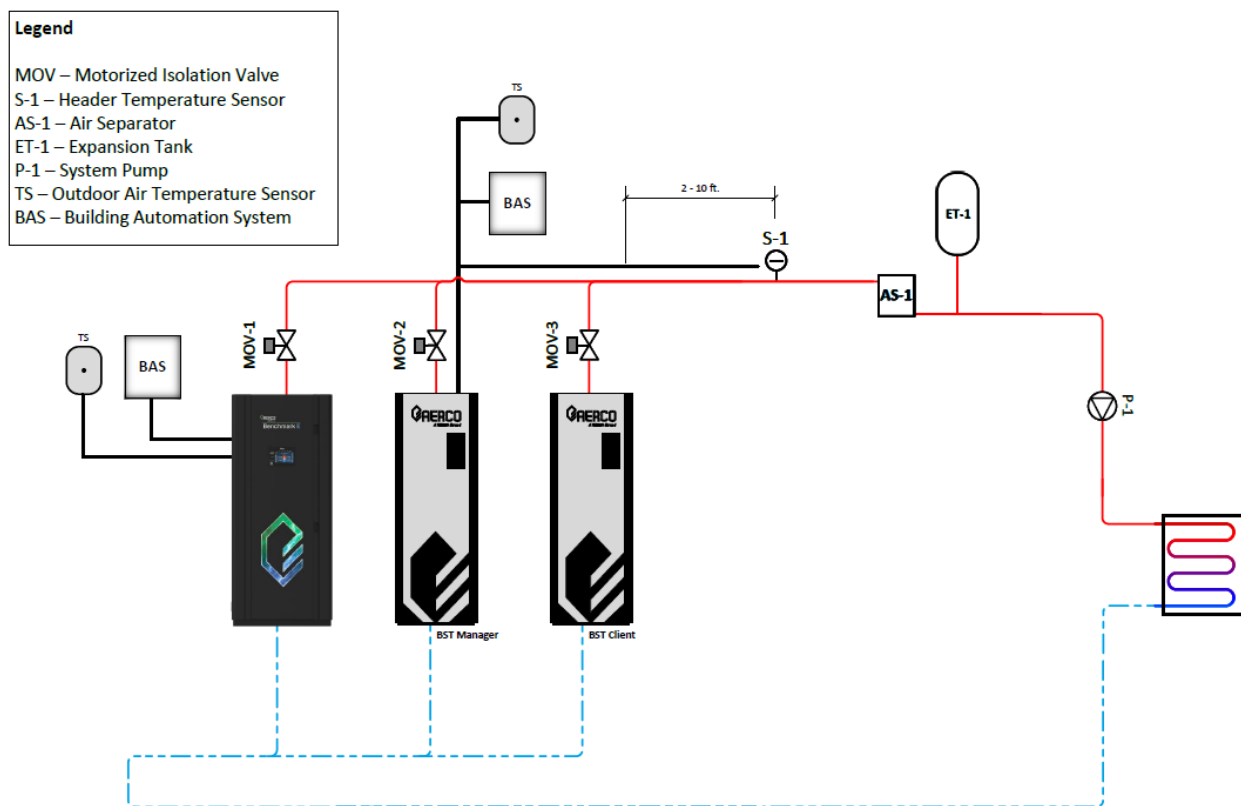 Legend
MOV – Motorized Isolation Valve
S-1 – Header Temperature Sensor
AS-1 – Air Separator
ET-1 – Expansion Tank
P-1 – System Pump
TS – Outdoor Air Temperature Sensor
BAS – Building Automation System
TS
BAS
2 - 10 ft.
S-1
ET-1
AS-1
MOV-1
MOV-2
MOV-3
TS
BAS
P-1
Benchmark
AERCO
AERCO
BST Manager
BST Client